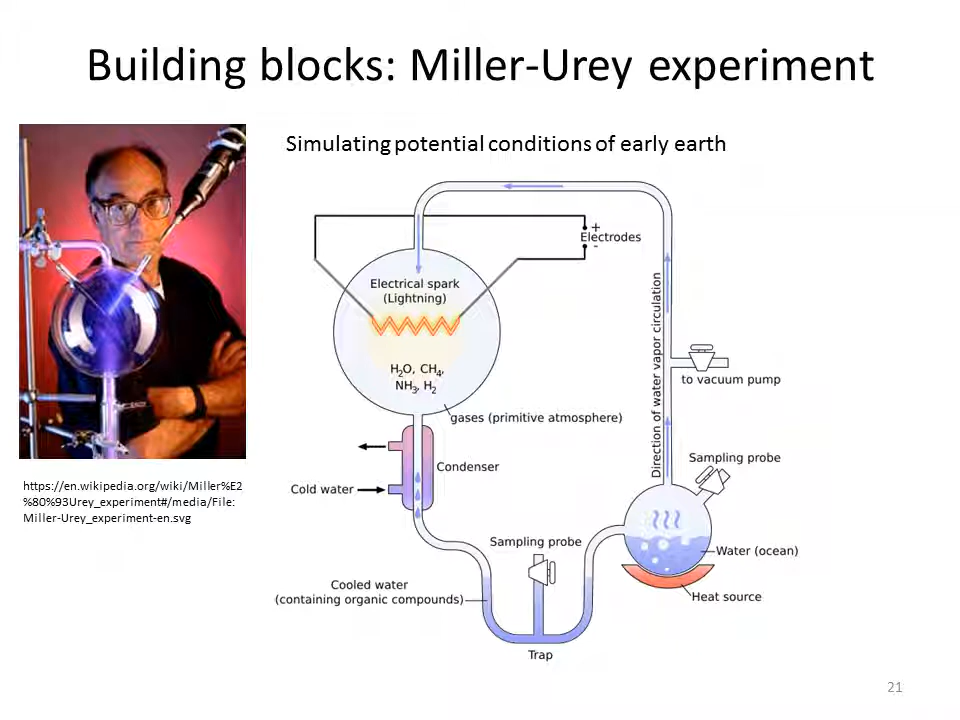 Building blocks: Miller-Urey experiment
Simulating potential conditions of early earth
+
Electrodes
-
Electrical spark
(Lightning)
H₂O, CH₄,
NH₃, H₂
gases (primitive atmosphere)
Direction of water vapor circulation
to vacuum pump
Condenser
Cold water
Sampling probe
https://en.wikipedia.org/wiki/Miller%E2
%80%93Urey_experiment#/media/File:
Miller-Urey_experiment-en.svg
Sampling probe
Water (ocean)
Cooled water
(containing organic compounds)
Heat source
Trap
21